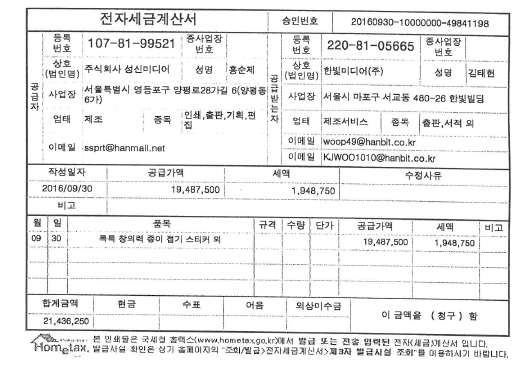 전자세금계산서 승인번호 20160930-10000000-49841198
공급자 등록번호 107-81-99521 종사업장번호
상호(법인명) 주식회사 성신미디어 성명 홍순제
사업장 서울특별시 영등포구 양평로28가길 6(양평동6가)
업태 제조 종목 인쇄,출판,기획,편집
이메일 ssprt@hanmail.net
공급받는자 등록번호 220-81-05665 종사업장번호
상호(법인명) 한빛미디어(주) 성명 김태헌
사업장 서울시 마포구 서교동 480-26 한빛빌딩
업태 제조서비스 종목 출판,서적 외
이메일 woop49@hanbit.co.kr
이메일 KJWOO1010@hanbit.co.kr
작성일자 공급가액 세액 수정사유
2016/09/30 19,487,500 1,948,750
비고
월 일 품목 규격 수량 단가 공급가액 세액 비고
09 30 톡톡 창의력 종이 접기 스티커 외 19,487,500 1,948,750
합계금액 현금 수표 어음 외상미수금 이 금액을 (청구) 함
21,436,250
본 인쇄물은 국세청 홈택스(www.hometax.go.kr)에서 발급 또는 전송 입력된 전자(세금)계산서 입니다.
Hometax. 발급사실 확인은 상기 홈페이지의 "조회/발급>전자세금계산서>제3자 발급사실 조회"를 이용하시기 바랍니다.